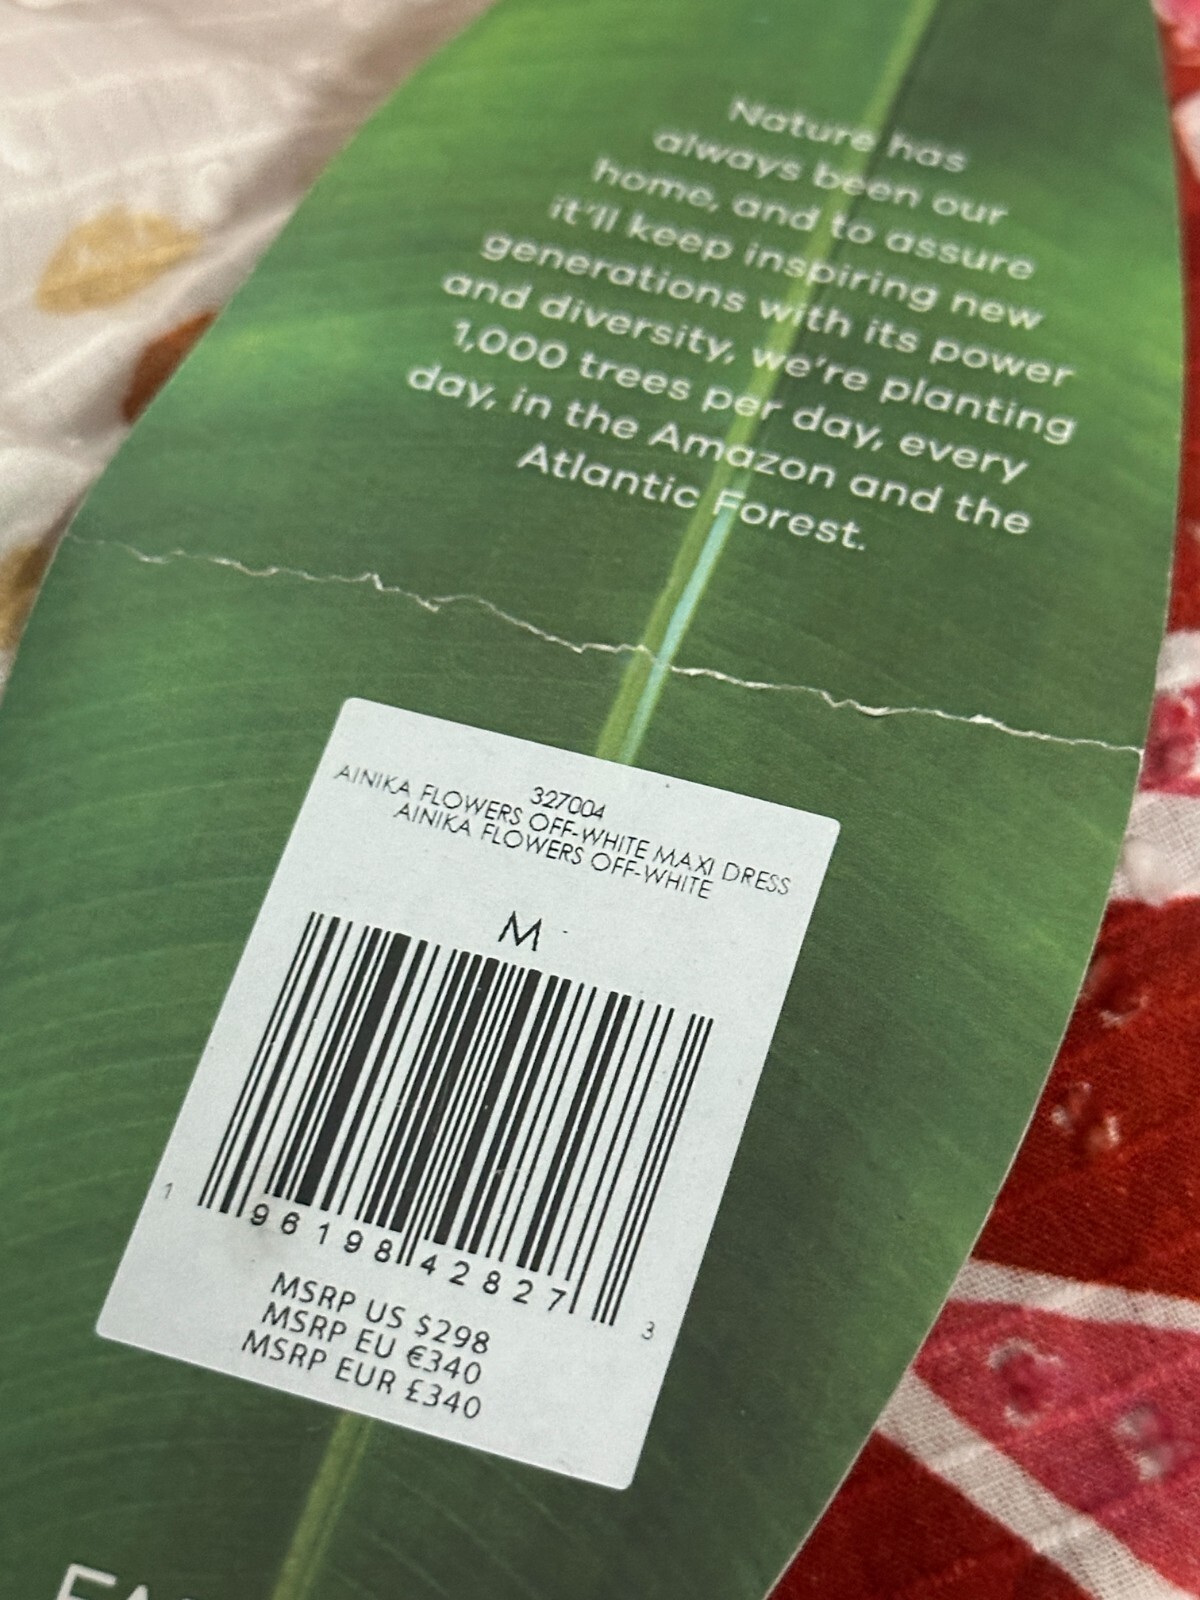 Nature has
always been our
home, and to assure
it'll keep inspiring new
generations with its power
and diversity, we're planting
1,000 trees per day, every
day, in the Amazon and the
Atlantic Forest.
327004
AINIKA FLOWERS OFF-WHITE MAXI DRESS
AINIKA FLOWERS OFF-WHITE
M
1 96198 42827 3
MSRP US $298
MSRP EU €340
MSRP EUR £340